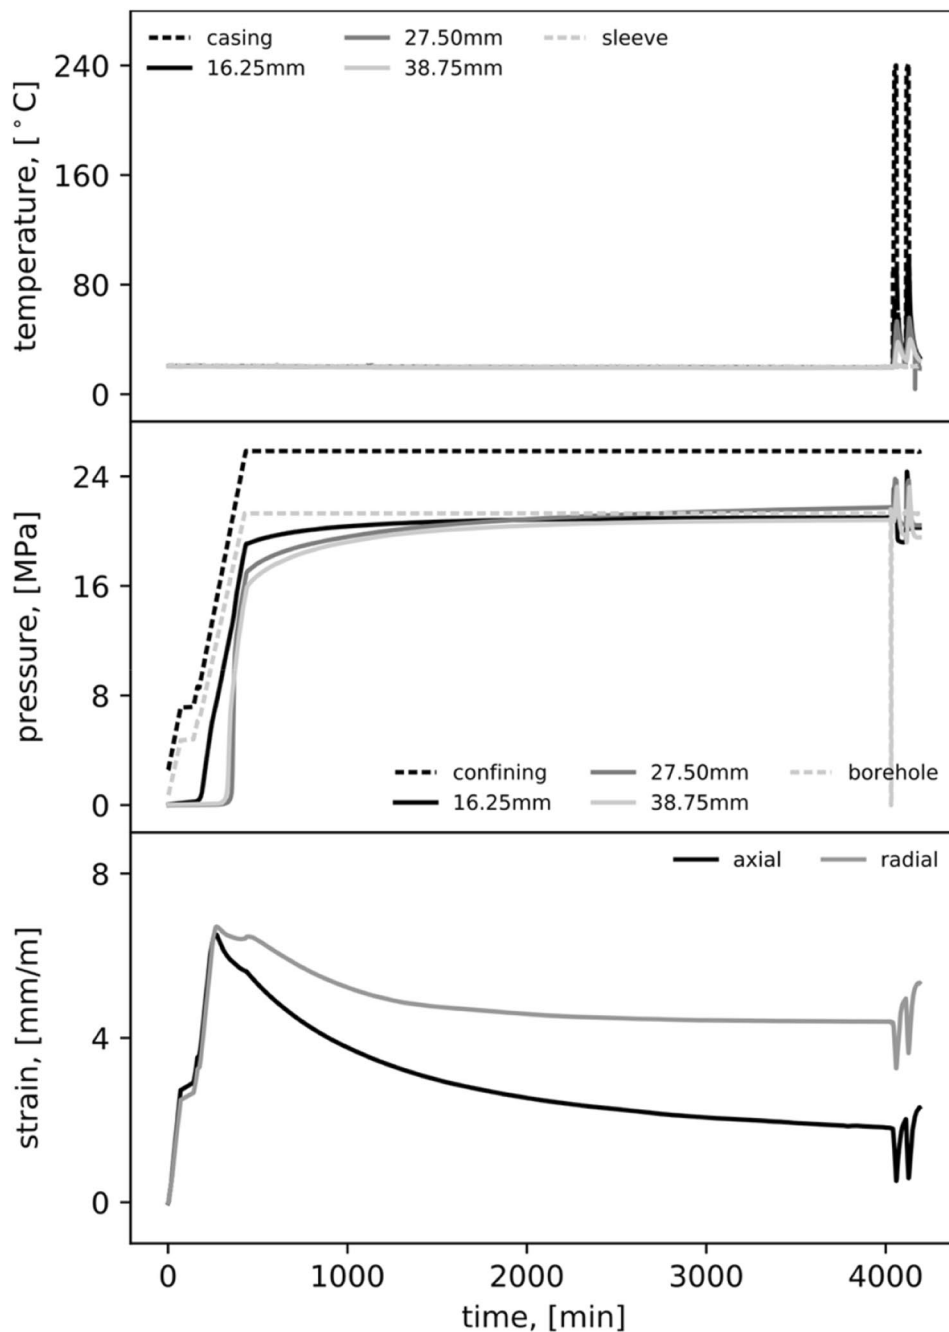 casing 27.50mm sleeve
16.25mm 38.75mm
240
160
80
0
temperature, [°C]
24
16
8
0
pressure, [MPa]
confining 27.50mm borehole
16.25mm 38.75mm
axial radial
8
4
0
strain, [mm/m]
0 1000 2000 3000 4000
time, [min]